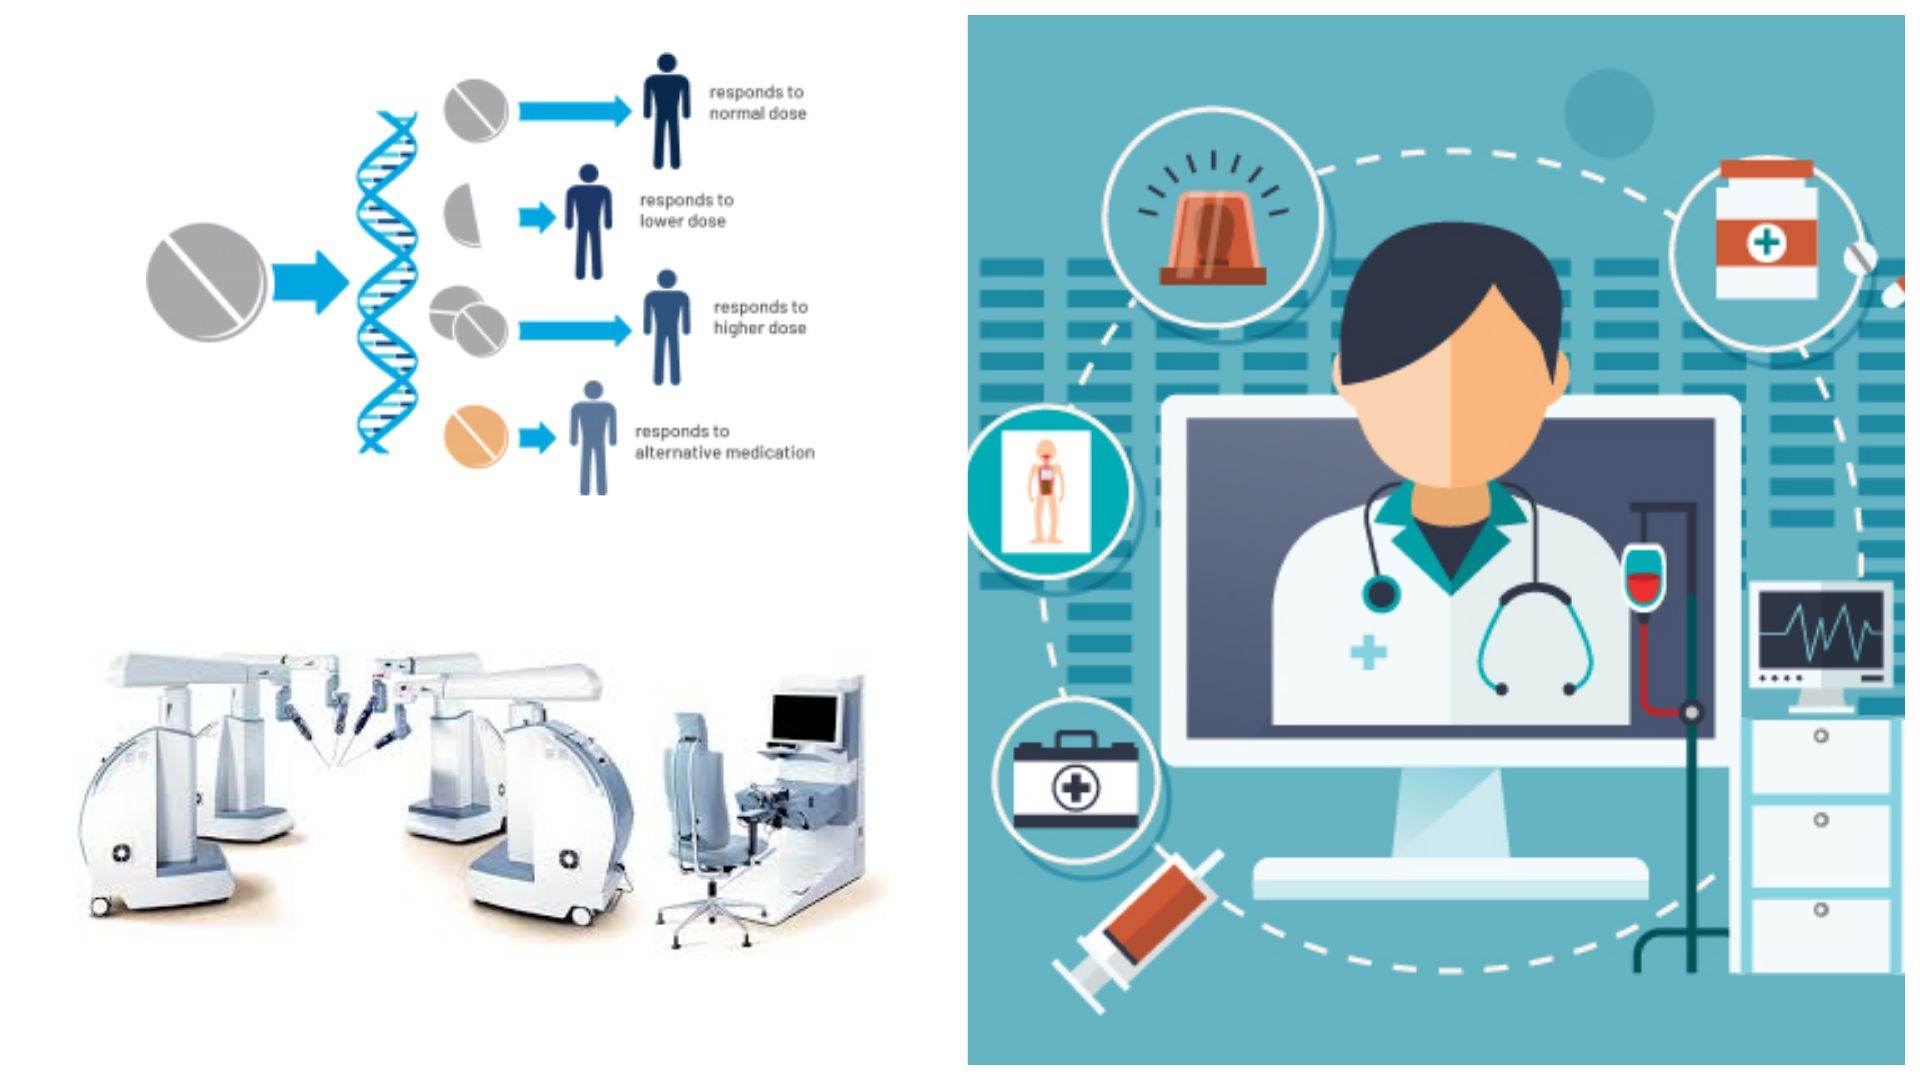 responds to
normal dose
responds to
lower dose
responds to
higher dose
responds to
alternative medication